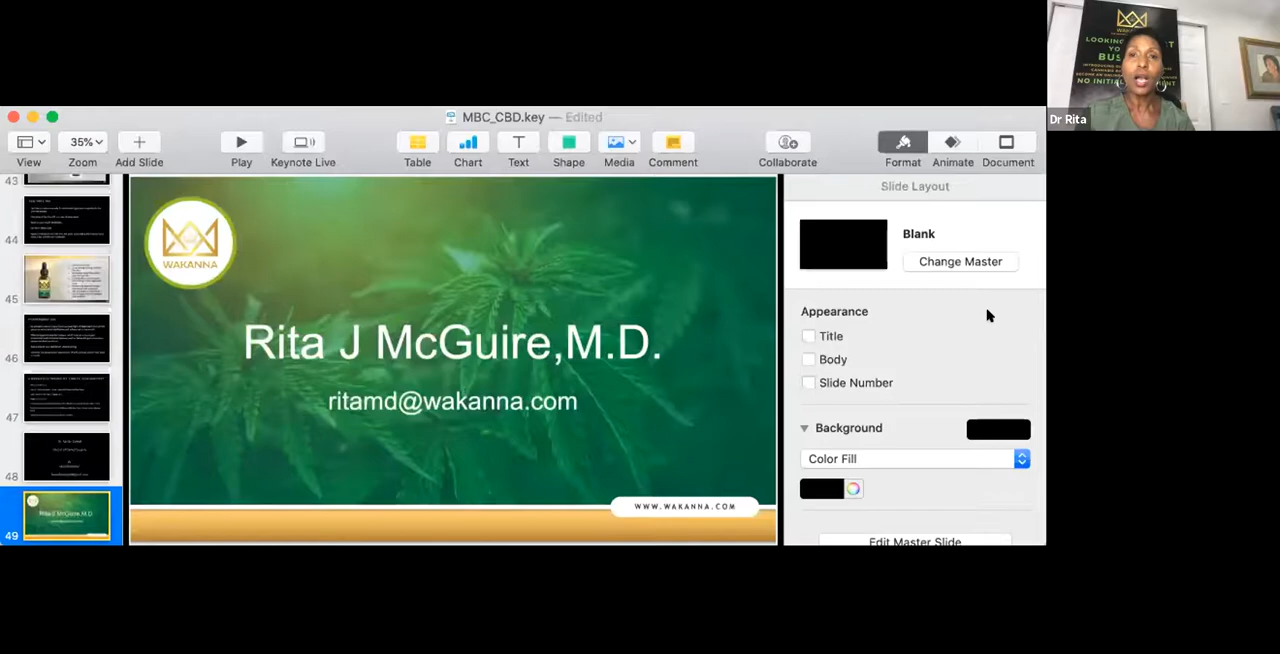 MBC_CBD.key — Edited
View
35%
Zoom
Add Slide
Play
Keynote Live
Table
Chart
Text
Shape
Media
Comment
Collaborate
Format
Animate
Document
43
44
45
46
47
48
49
WAKANNA
Rita J McGuire,M.D.
ritamd@wakanna.com
WWW.WAKANNA.COM
Rita J McGuire,M.D.
Slide Layout
Blank
Change Master
Appearance
Title
Body
Slide Number
Background
Color Fill
Edit Master Slide
Dr Rita